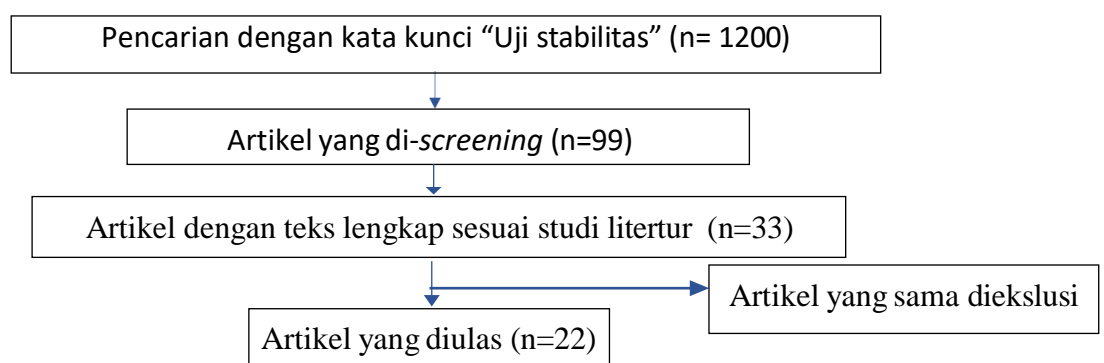 Pencarian dengan kata kunci “Uji stabilitas” (n= 1200)
Artikel yang di-screening (n=99)
Artikel dengan teks lengkap sesuai studi litertur (n=33)
Artikel yang sama diekslusi
Artikel yang diulas (n=22)